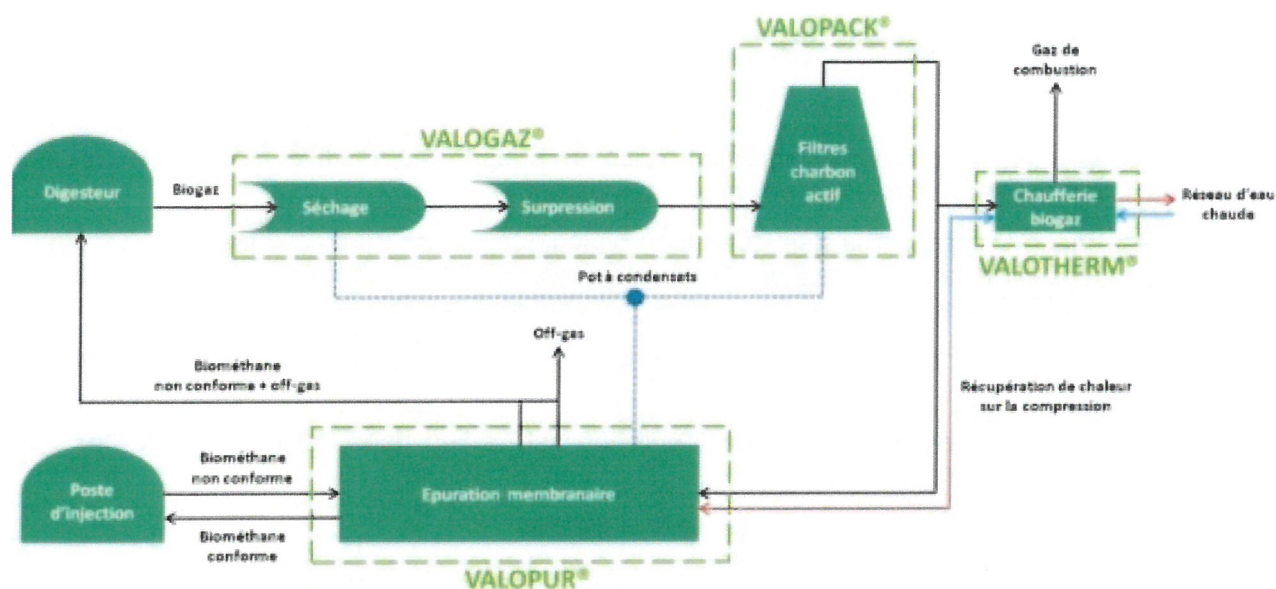 VALOPACK®
Gaz de
combustion
VALOGAZ®
Digesteur
Biogaz
Séchage
Surpression
Filtres
charbon
actif
Chaufferie
biogaz
Réseau d'eau
chaude
VALOTHERM®
Pot à condensats
Off-gas
Biométhane
non conforme + off-gas
Récupération de chaleur
sur la compression
Poste
d'injection
Biométhane
non conforme
Biométhane
conforme
Epuration membranaire
VALOPUR®